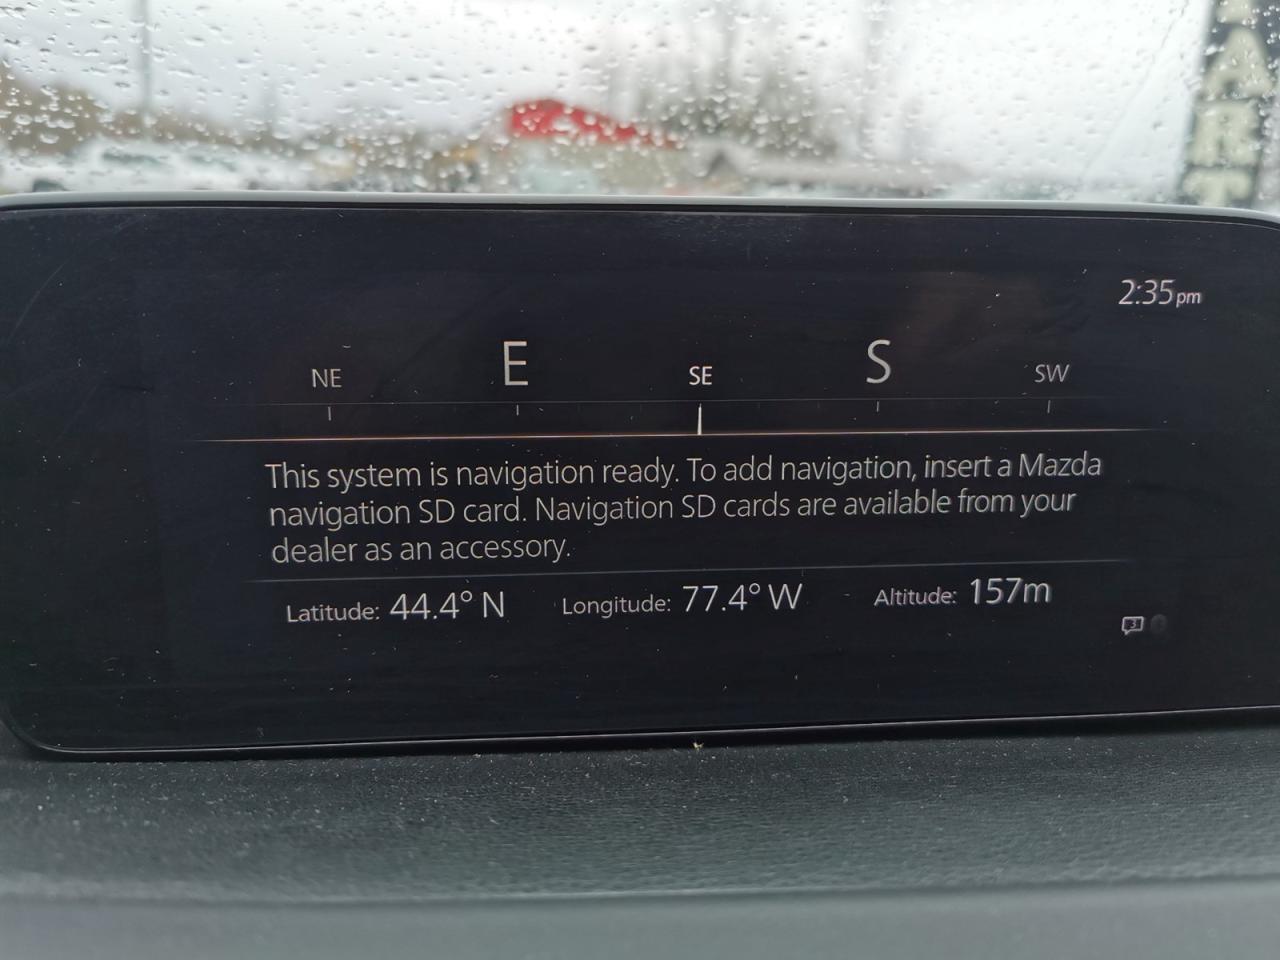 2:35pm
NE E SE S SW
This system is navigation ready. To add navigation, insert a Mazda
navigation SD card. Navigation SD cards are available from your
dealer as an accessory.
Latitude: 44.4° N Longitude: 77.4° W Altitude: 157m
3